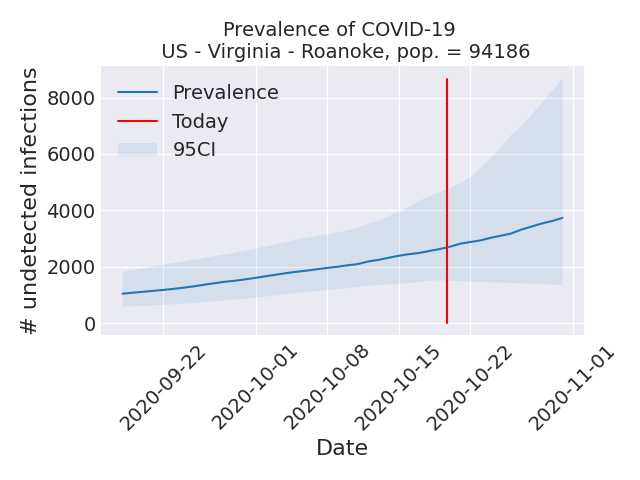 Prevalence of COVID-19
US - Virginia - Roanoke, pop. = 94186
# undetected infections
8000
6000
4000
2000
0
Prevalence
Today
95CI
2020-09-22
2020-10-01
2020-10-08
2020-10-15
2020-10-22
2020-11-01
Date